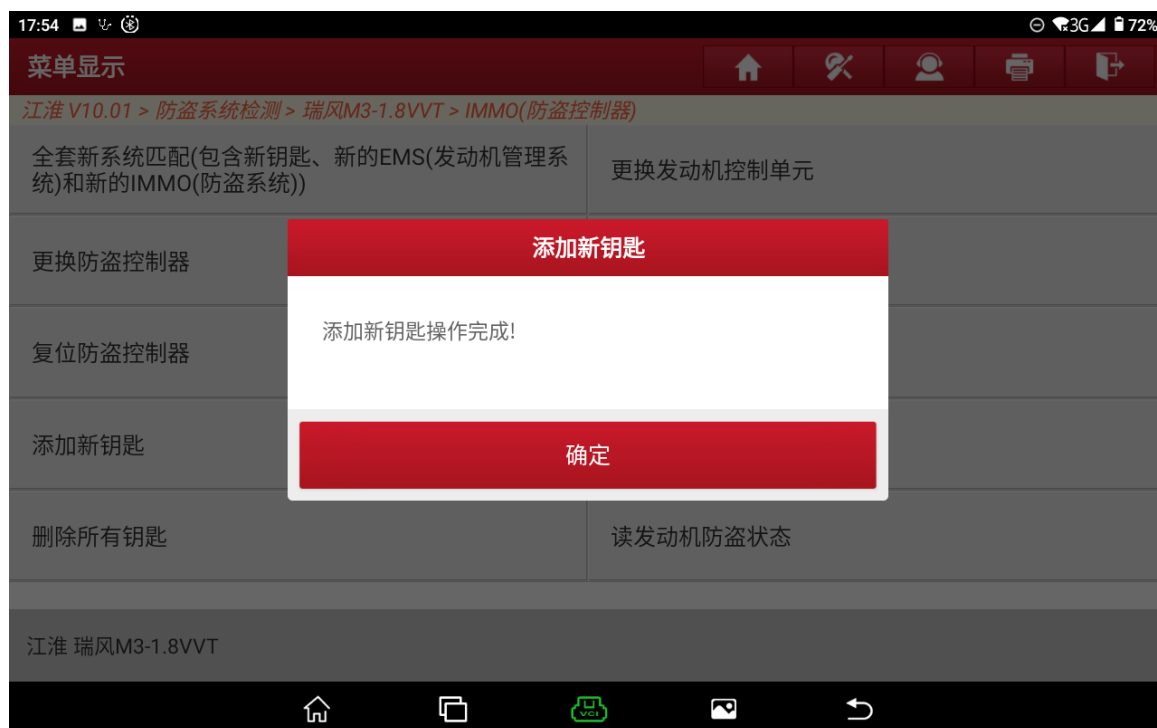 17:54
3G 72%
菜单显示
江淮 V10.01 > 防盗系统检测 > 瑞风M3-1.8VVT > IMMO(防盗控制器)
全套新系统匹配(包含新钥匙、新的EMS(发动机管理系
统)和新的IMMO(防盗系统))
更换发动机控制单元
更换防盗控制器
添加新钥匙
添加新钥匙操作完成!
复位防盗控制器
添加新钥匙
确定
删除所有钥匙
读发动机防盗状态
江淮 瑞风M3-1.8VVT
VCI